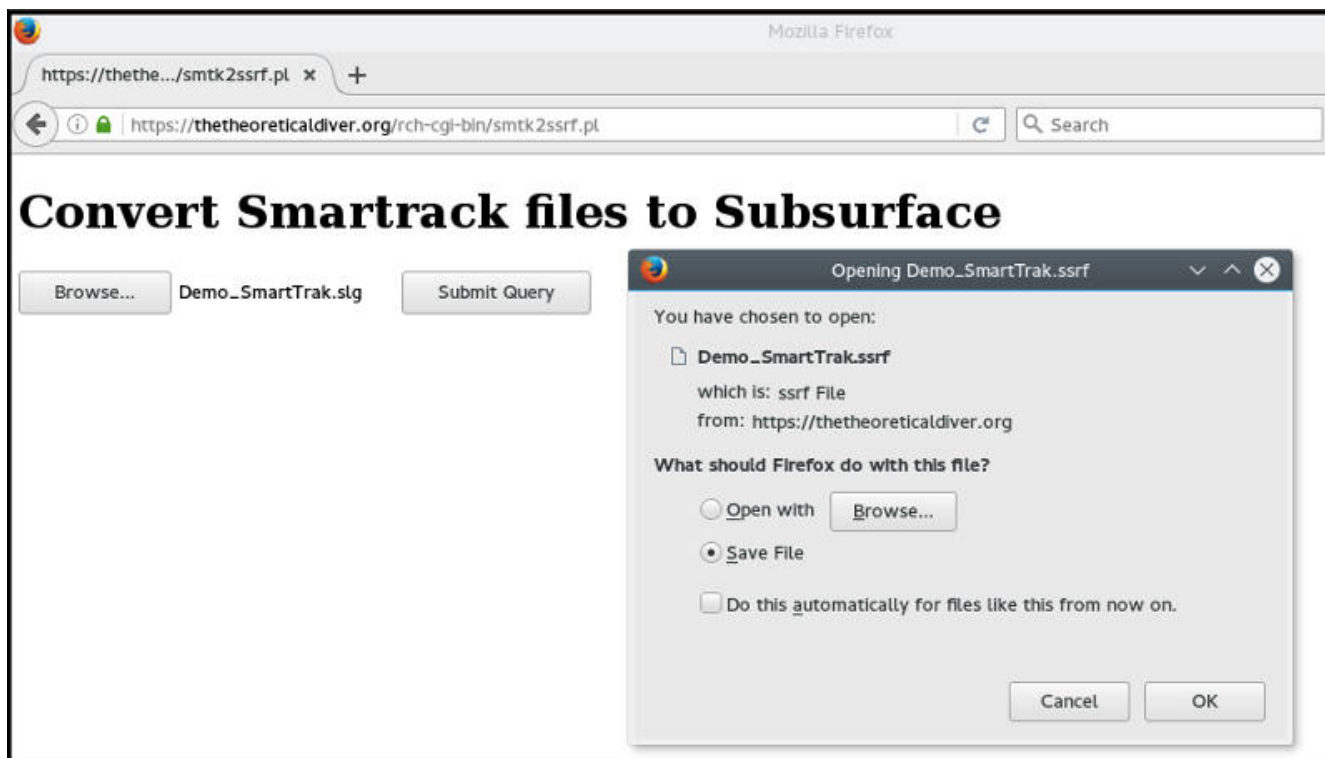 Mozilla Firefox
https://thethe.../smtk2ssrf.pl × +
https://thetheoreticaldiver.org/rch-cgi-bin/smtk2ssrf.pl Search
Convert Smartrack files to Subsurface
Browse... Demo_SmartTrak.slg Submit Query
Opening Demo_SmartTrak.ssrf
You have chosen to open:
Demo_SmartTrak.ssrf
which is: ssrf File
from: https://thetheoreticaldiver.org
What should Firefox do with this file?
Open with Browse...
Save File
Do this automatically for files like this from now on.
Cancel OK